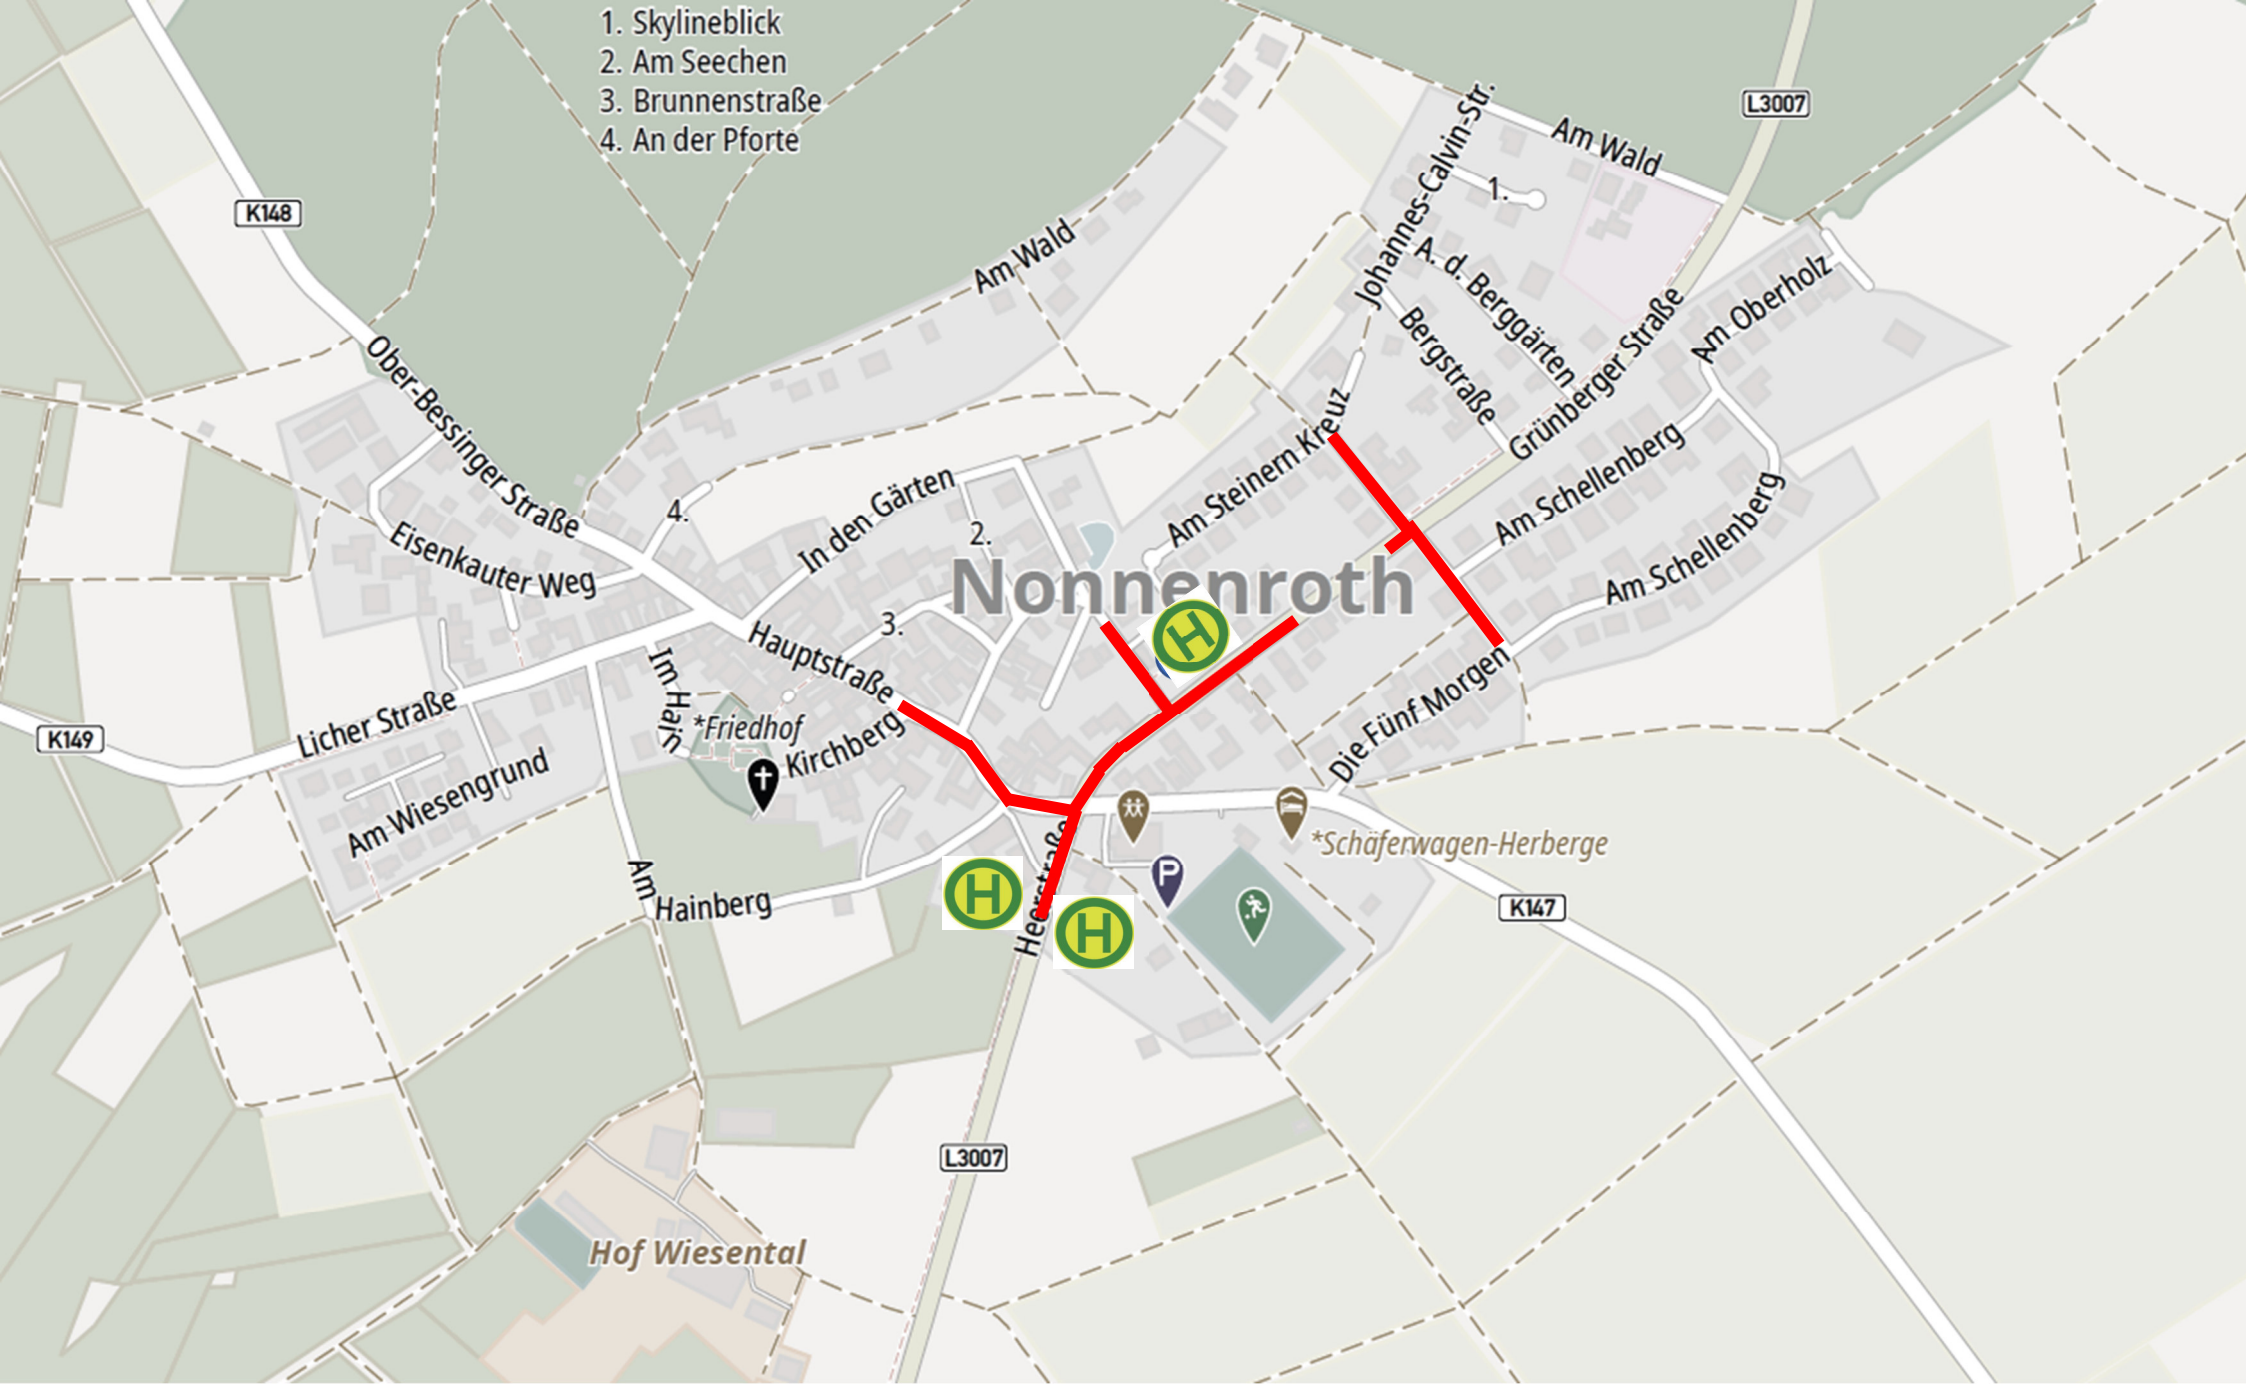 1. Skylineblick
2. Am Seechen
3. Brunnenstraße
4. An der Pforte
L3007
Am Wald
Johannes-Calvin-Str.
1.
K148
Am Wald
A. d. Berggärten
Am Oberholz
Bergstraße
Grünberger Straße
Ober-Bessinger Straße
Am Steinern Kreuz
Am Schellenberg
In den Gärten
4.
2.
Eisenkauter Weg
Am Schellenberg
Nonnenroth
3.
H
Hauptstraße
Im Hain
Die Fünf Morgen
Licher Straße
K149
*Friedhof
Kirchberg
Am Wiesengrund
*Schäferwagen-Herberge
Heerstraße
P
H
H
Am Hainberg
K147
L3007
Hof Wiesental